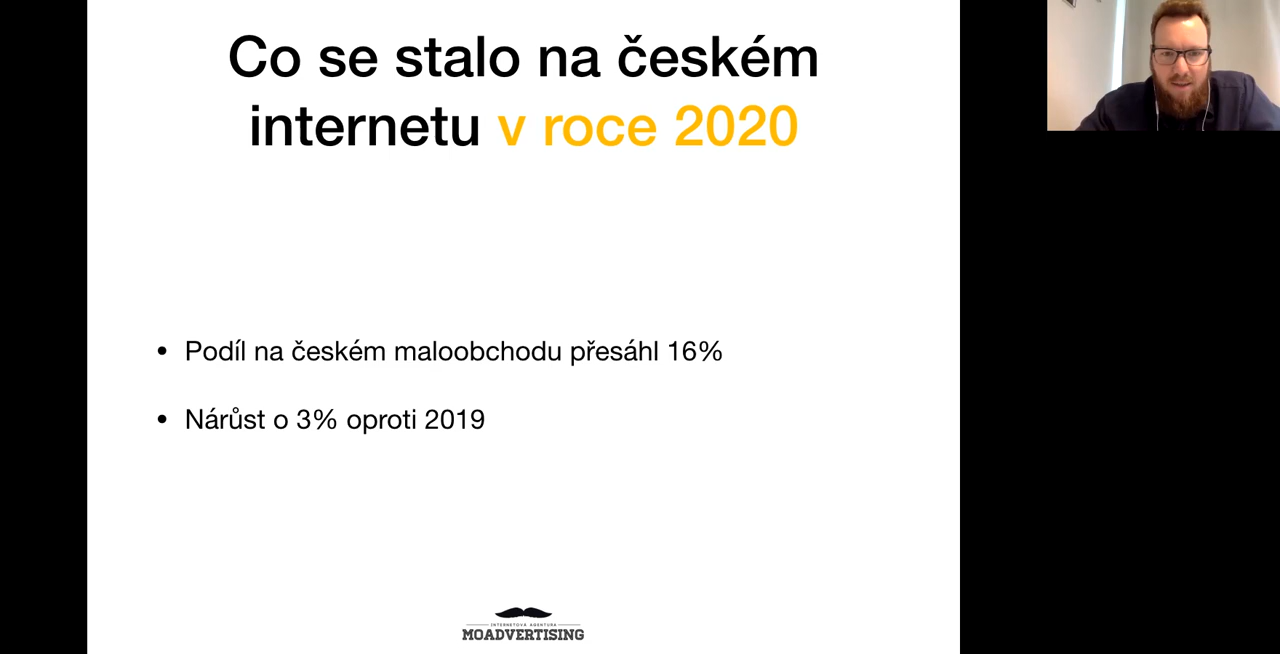 Co se stalo na českém
internetu v roce 2020
• Podíl na českém maloobchodu přesáhl 16%
• Nárůst o 3% oproti 2019
INTERNETOVÁ AGENTURA
MOADVERTISING